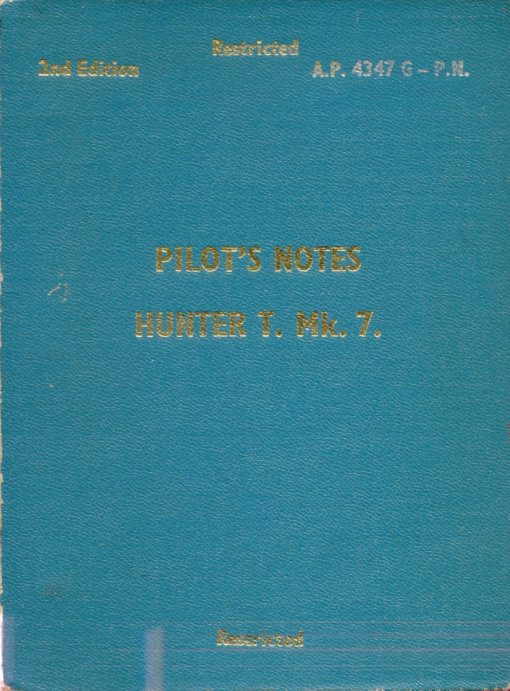 Restricted
2nd Edition A.P. 4347 G – P.N.
PILOT'S NOTES
HUNTER T. Mk. 7.
Restricted